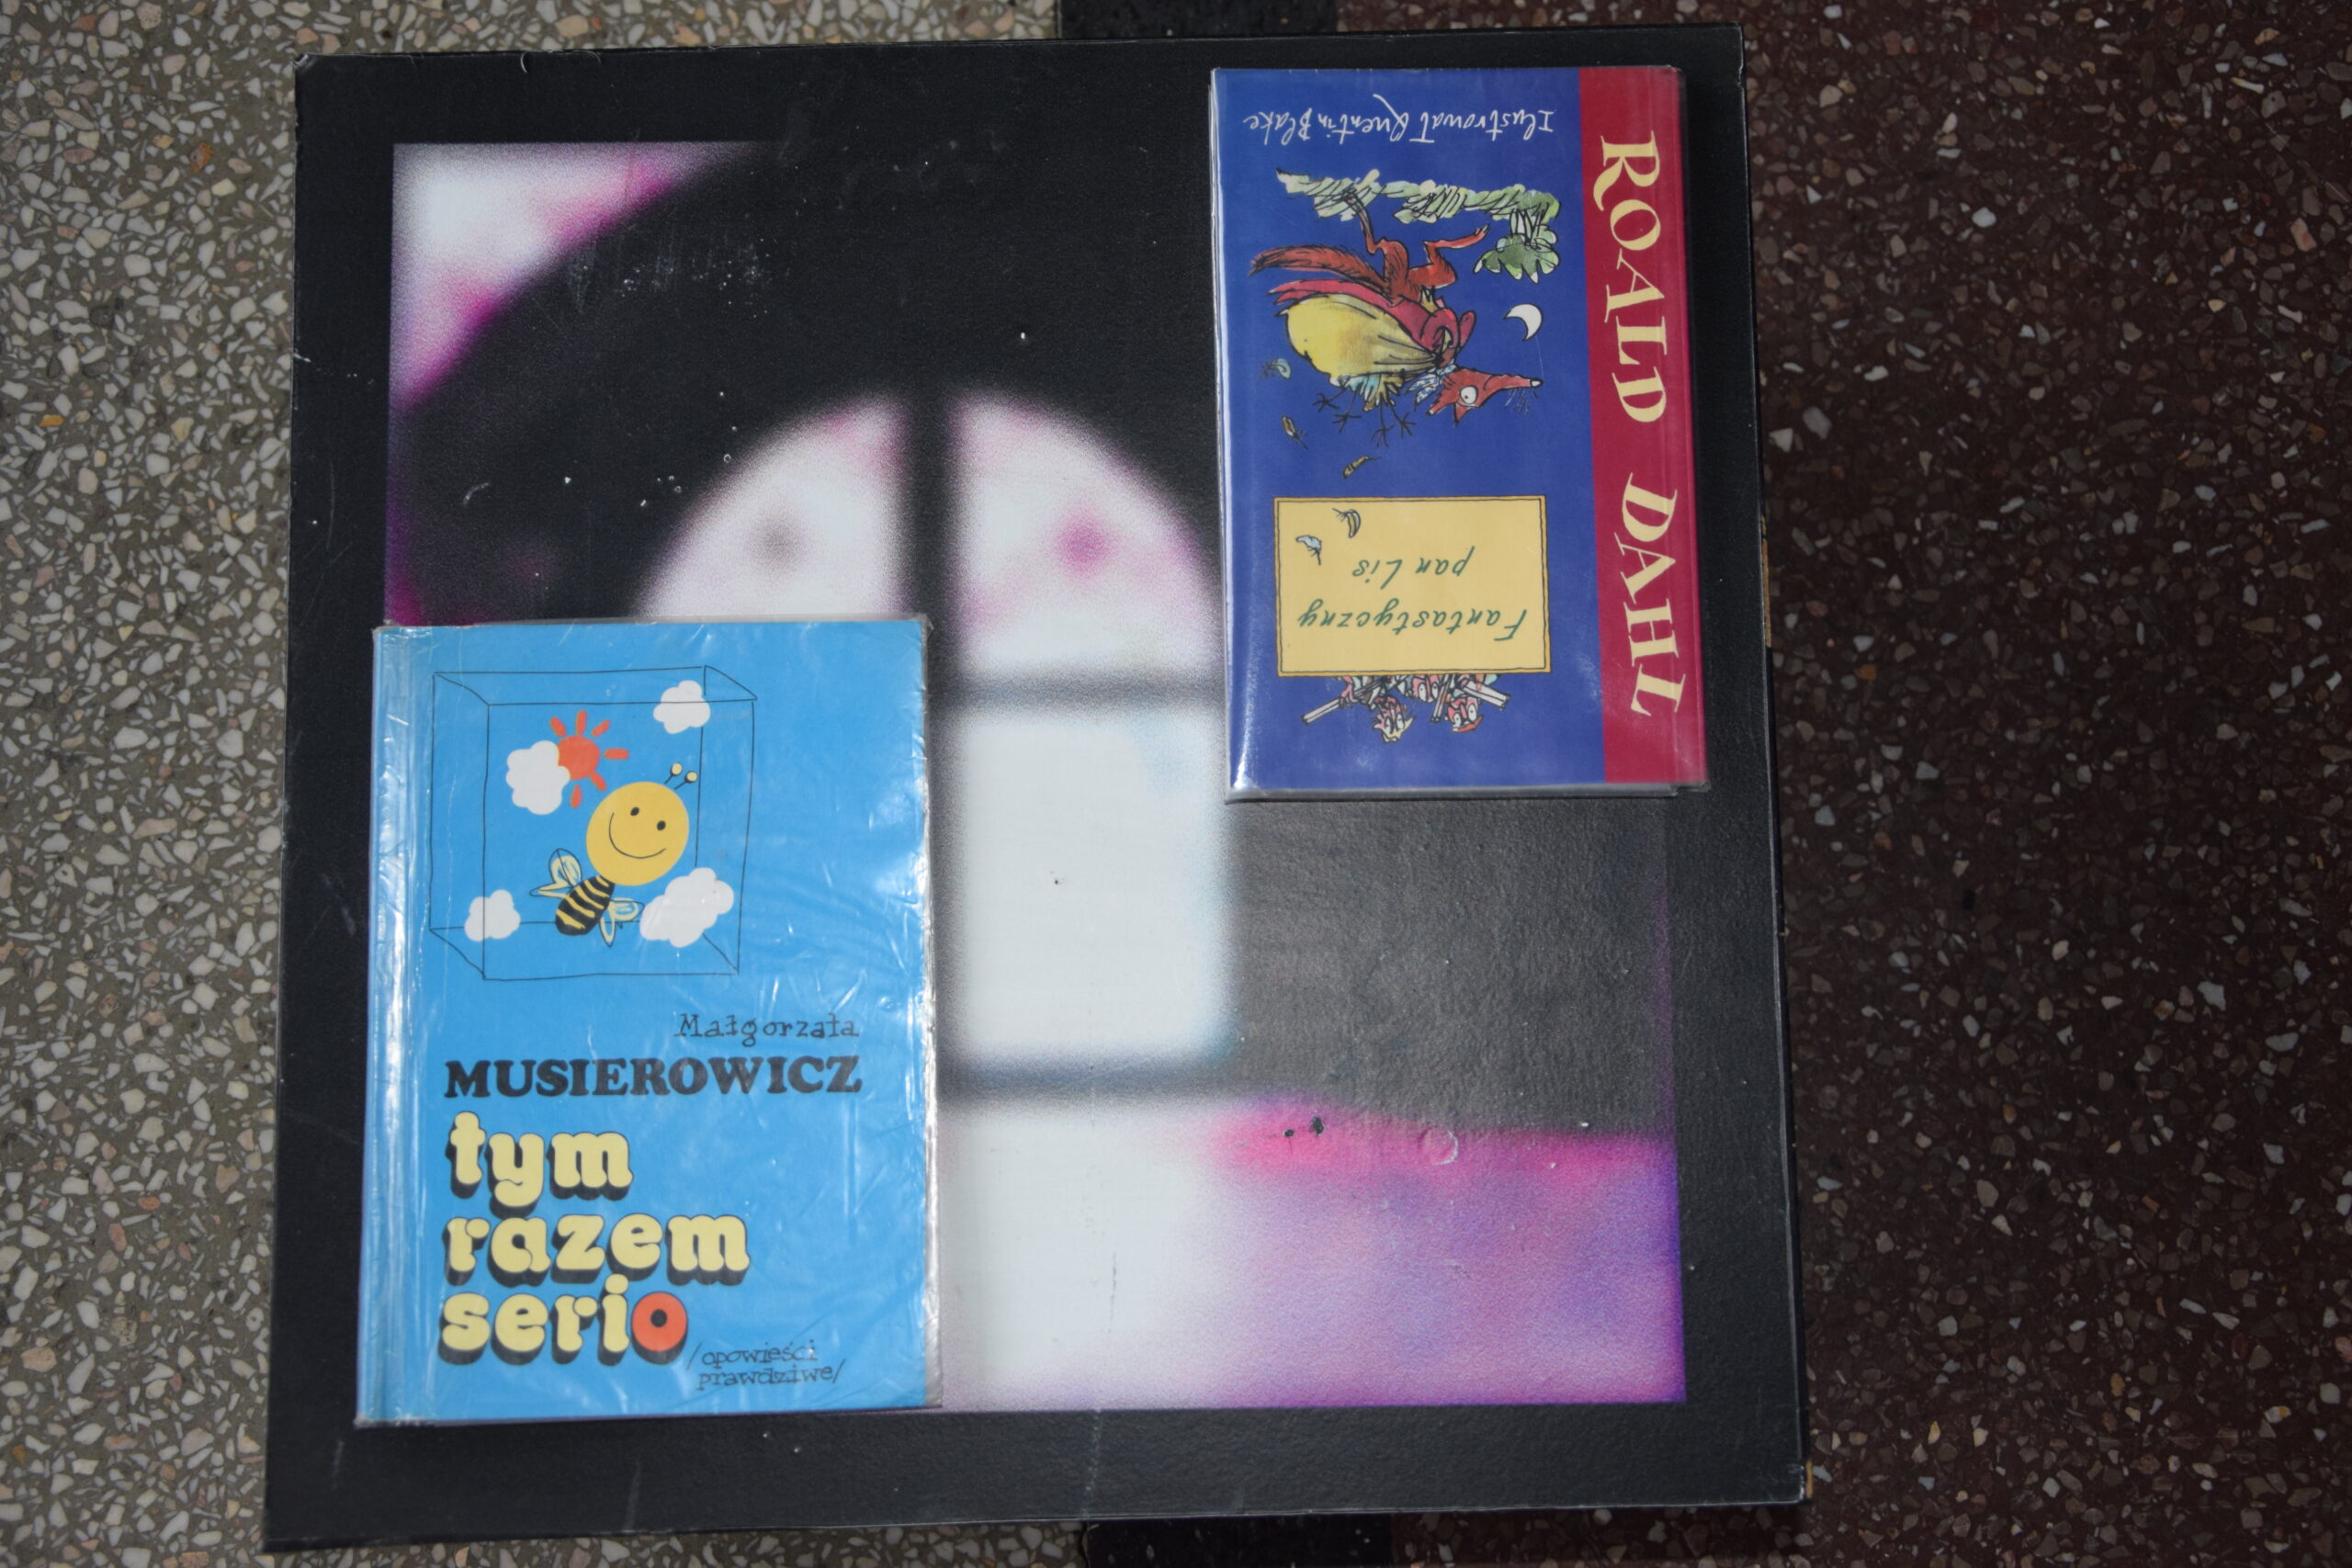 Małgorzata
MUSIEROWICZ
tym
razem
serio
/opowieści
prawdziwe/
ROALD DAHL
Fantastyczny
pan Lis
Ilustrował Quentin Blake